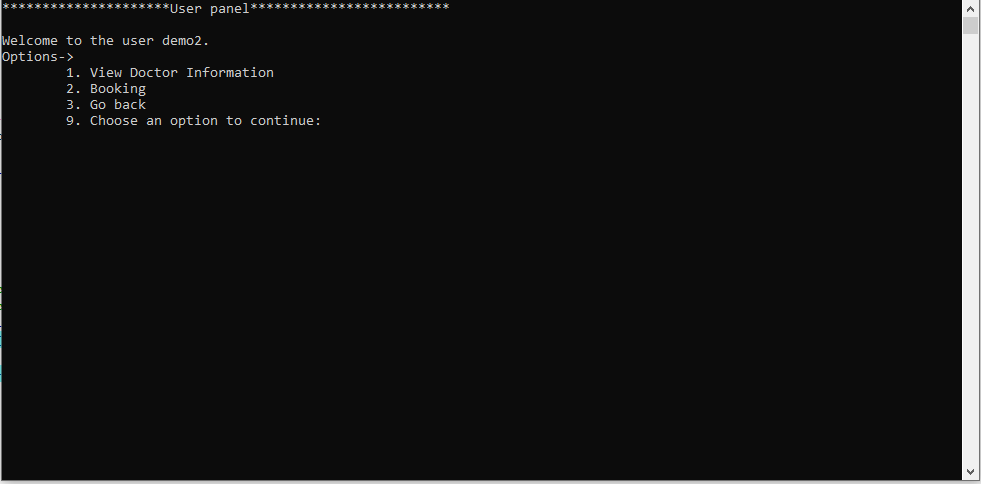 *********************User panel*************************
Welcome to the user demo2.
Options->
1. View Doctor Information
2. Booking
3. Go back
9. Choose an option to continue: